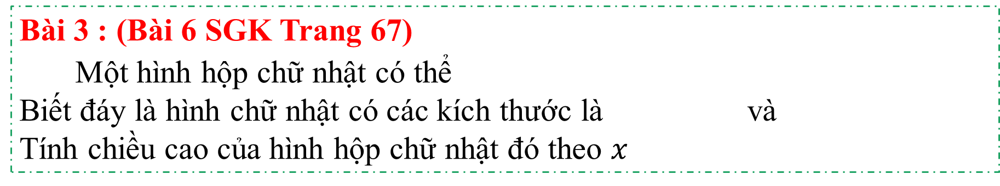 Bài 3 : (Bài 6 SGK Trang 67)
Một hình hộp chữ nhật có thể
Biết đáy là hình chữ nhật có các kích thước là và
Tính chiều cao của hình hộp chữ nhật đó theo x